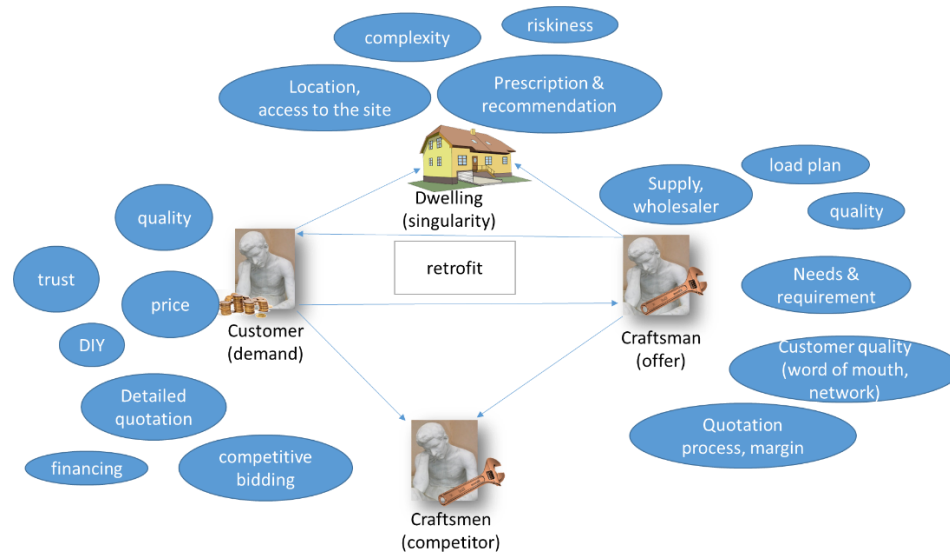 complexity
riskiness
Location,
access to the site
Prescription &
recommendation
load plan
Supply,
wholesaler
quality
Dwelling
(singularity)
quality
trust
price
retrofit
Needs &
requirement
DIY
Customer
(demand)
Craftsman
(offer)
Customer quality
(word of mouth,
network)
Detailed
quotation
Quotation
process, margin
financing
competitive
bidding
Craftsmen
(competitor)